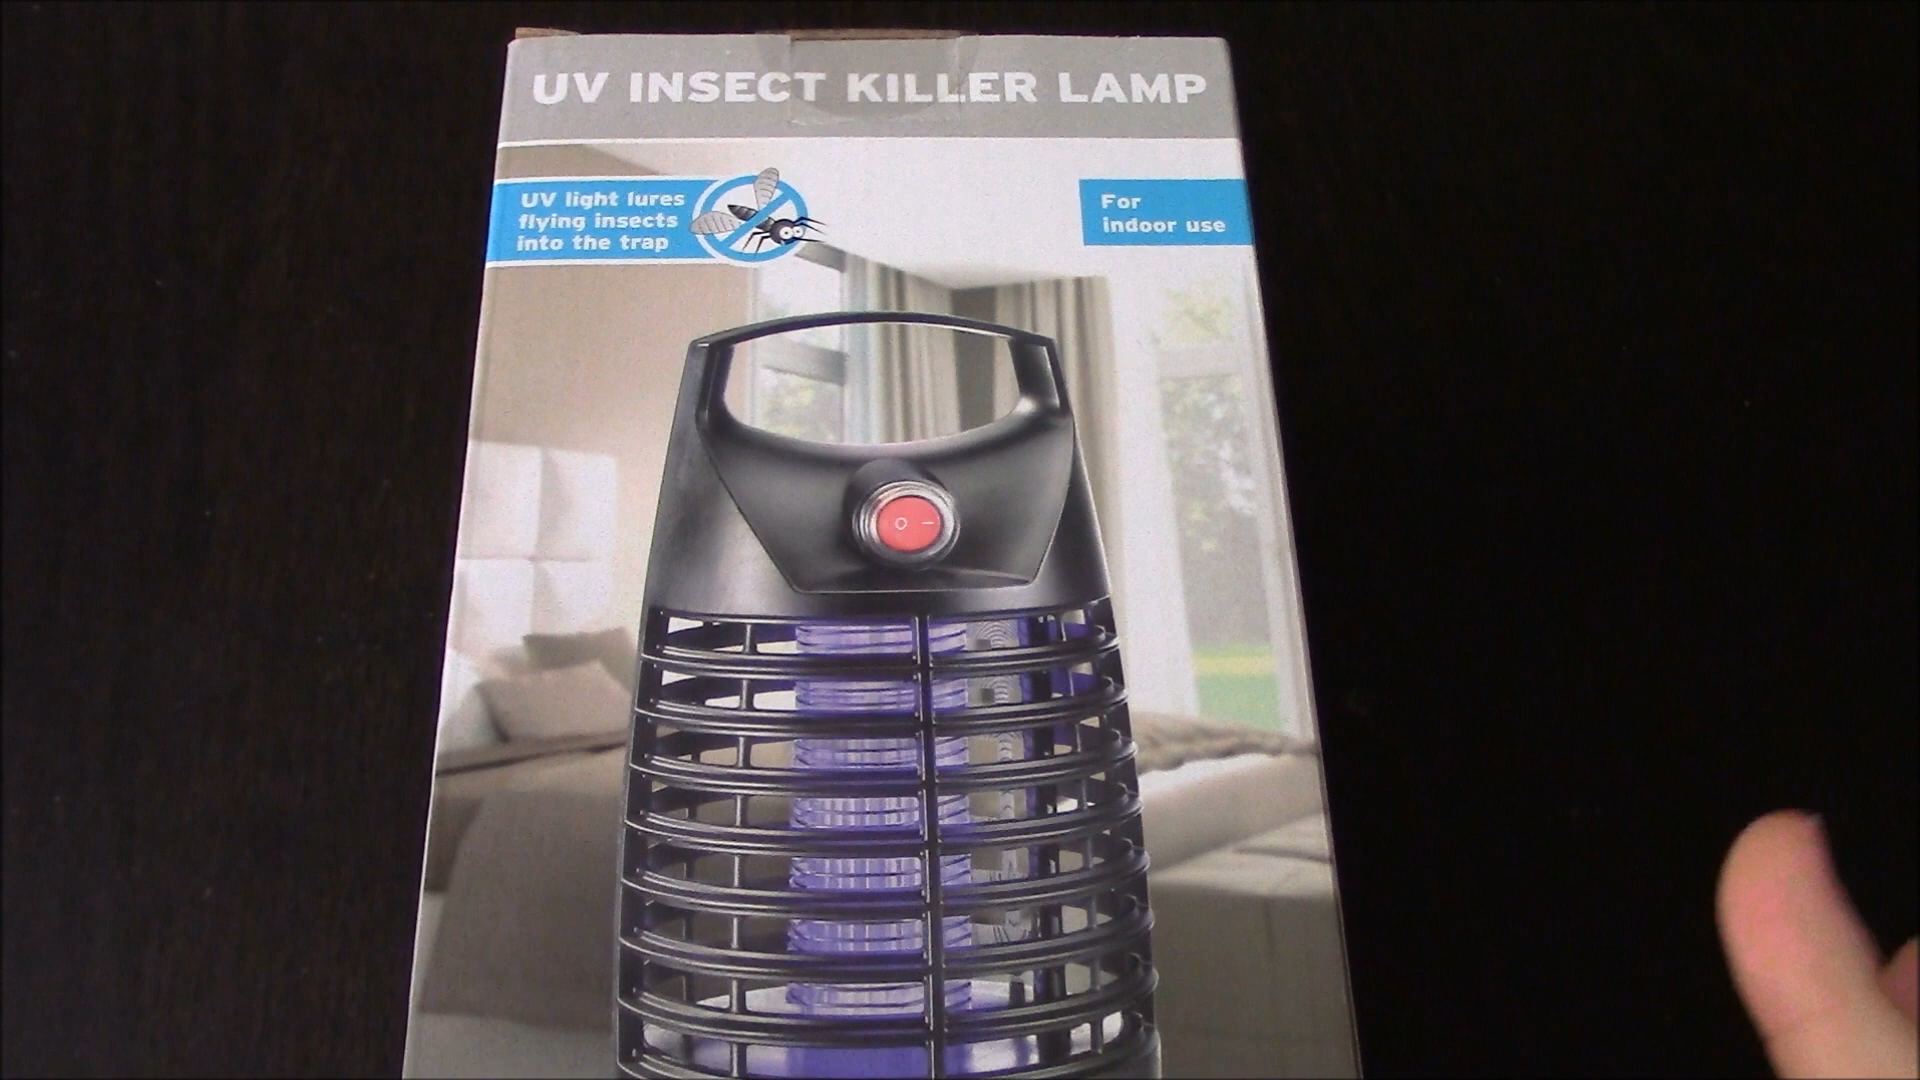 UV INSECT KILLER LAMP
UV light lures
flying insects
into the trap
For
indoor use
O I